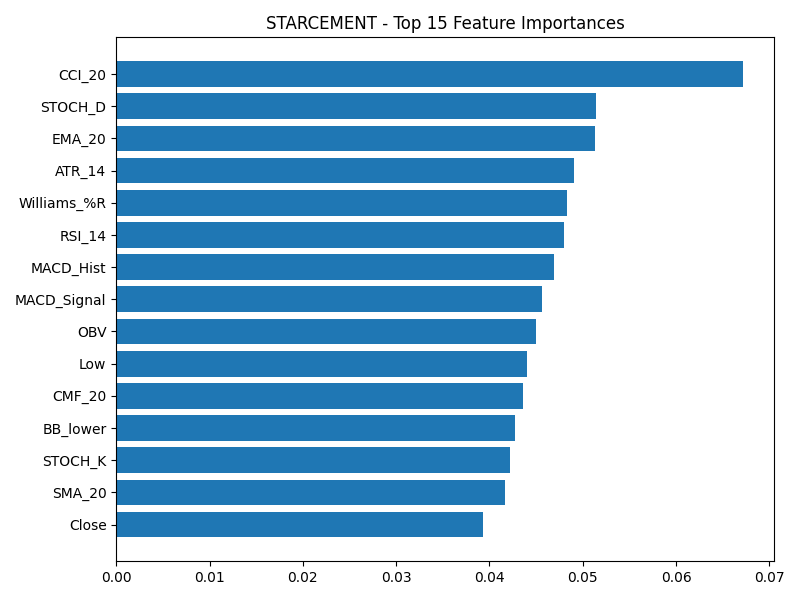 STARCEMENT - Top 15 Feature Importances
CCI_20
STOCH_D
EMA_20
ATR_14
Williams_%R
RSI_14
MACD_Hist
MACD_Signal
OBV
Low
CMF_20
BB_lower
STOCH_K
SMA_20
Close
0.00 0.01 0.02 0.03 0.04 0.05 0.06 0.07